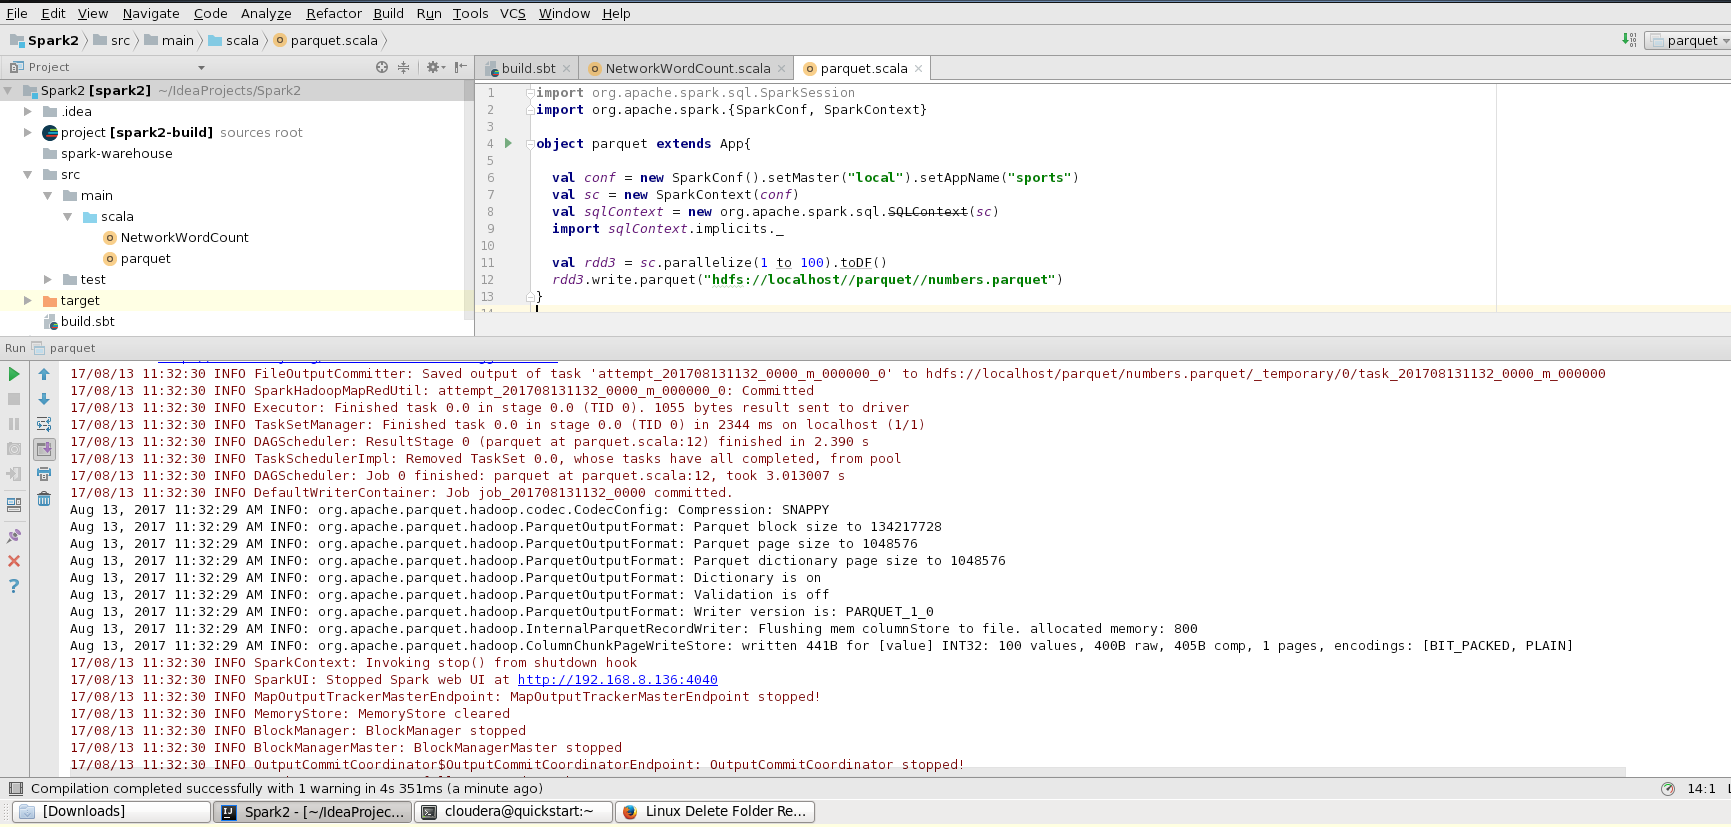 File Edit View Navigate Code Analyze Refactor Build Run Tools VCS Window Help
Spark2 src main scala parquet.scala parquet
Project
build.sbt NetworkWordCount.scala parquet.scala
Spark2 [spark2] ~/IdeaProjects/Spark2
.idea
project [spark2-build] sources root
spark-warehouse
src
main
scala
NetworkWordCount
parquet
test
target
build.sbt
1 import org.apache.spark.sql.SparkSession
2 import org.apache.spark.{SparkConf, SparkContext}
3
4 object parquet extends App{
5
6 val conf = new SparkConf().setMaster("local").setAppName("sports")
7 val sc = new SparkContext(conf)
8 val sqlContext = new org.apache.spark.sql.SQLContext(sc)
9 import sqlContext.implicits._
10
11 val rdd3 = sc.parallelize(1 to 100).toDF()
12 rdd3.write.parquet("hdfs://localhost//parquet//numbers.parquet")
13 }
14
Run parquet
17/08/13 11:32:30 INFO FileOutputCommitter: Saved output of task 'attempt_201708131132_0000_m_000000_0' to hdfs://localhost/parquet/numbers.parquet/_temporary/0/task_201708131132_0000_m_000000
17/08/13 11:32:30 INFO SparkHadoopMapRedUtil: attempt_201708131132_0000_m_000000_0: Committed
17/08/13 11:32:30 INFO Executor: Finished task 0.0 in stage 0.0 (TID 0). 1055 bytes result sent to driver
17/08/13 11:32:30 INFO TaskSetManager: Finished task 0.0 in stage 0.0 (TID 0) in 2344 ms on localhost (1/1)
17/08/13 11:32:30 INFO DAGScheduler: ResultStage 0 (parquet at parquet.scala:12) finished in 2.390 s
17/08/13 11:32:30 INFO TaskSchedulerImpl: Removed TaskSet 0.0, whose tasks have all completed, from pool
17/08/13 11:32:30 INFO DAGScheduler: Job 0 finished: parquet at parquet.scala:12, took 3.013007 s
17/08/13 11:32:30 INFO DefaultWriterContainer: Job job_201708131132_0000 committed.
Aug 13, 2017 11:32:29 AM INFO: org.apache.parquet.hadoop.codec.CodecConfig: Compression: SNAPPY
Aug 13, 2017 11:32:29 AM INFO: org.apache.parquet.hadoop.ParquetOutputFormat: Parquet block size to 134217728
Aug 13, 2017 11:32:29 AM INFO: org.apache.parquet.hadoop.ParquetOutputFormat: Parquet page size to 1048576
Aug 13, 2017 11:32:29 AM INFO: org.apache.parquet.hadoop.ParquetOutputFormat: Parquet dictionary page size to 1048576
Aug 13, 2017 11:32:29 AM INFO: org.apache.parquet.hadoop.ParquetOutputFormat: Dictionary is on
Aug 13, 2017 11:32:29 AM INFO: org.apache.parquet.hadoop.ParquetOutputFormat: Validation is off
Aug 13, 2017 11:32:29 AM INFO: org.apache.parquet.hadoop.ParquetOutputFormat: Writer version is: PARQUET_1_0
Aug 13, 2017 11:32:29 AM INFO: org.apache.parquet.hadoop.InternalParquetRecordWriter: Flushing mem columnStore to file. allocated memory: 800
Aug 13, 2017 11:32:29 AM INFO: org.apache.parquet.hadoop.ColumnChunkPageWriteStore: written 441B for [value] INT32: 100 values, 400B raw, 405B comp, 1 pages, encodings: [BIT_PACKED, PLAIN]
17/08/13 11:32:30 INFO SparkContext: Invoking stop() from shutdown hook
17/08/13 11:32:30 INFO SparkUI: Stopped Spark web UI at http://192.168.8.136:4040
17/08/13 11:32:30 INFO MapOutputTrackerMasterEndpoint: MapOutputTrackerMasterEndpoint stopped!
17/08/13 11:32:30 INFO MemoryStore: MemoryStore cleared
17/08/13 11:32:30 INFO BlockManager: BlockManager stopped
17/08/13 11:32:30 INFO BlockManagerMaster: BlockManagerMaster stopped
17/08/13 11:32:30 INFO OutputCommitCoordinator$OutputCommitCoordinatorEndpoint: OutputCommitCoordinator stopped!
Compilation completed successfully with 1 warning in 4s 351ms (a minute ago) 14:1
[Downloads] Spark2 - [~/IdeaProjec... cloudera@quickstart:~ Linux Delete Folder Re...